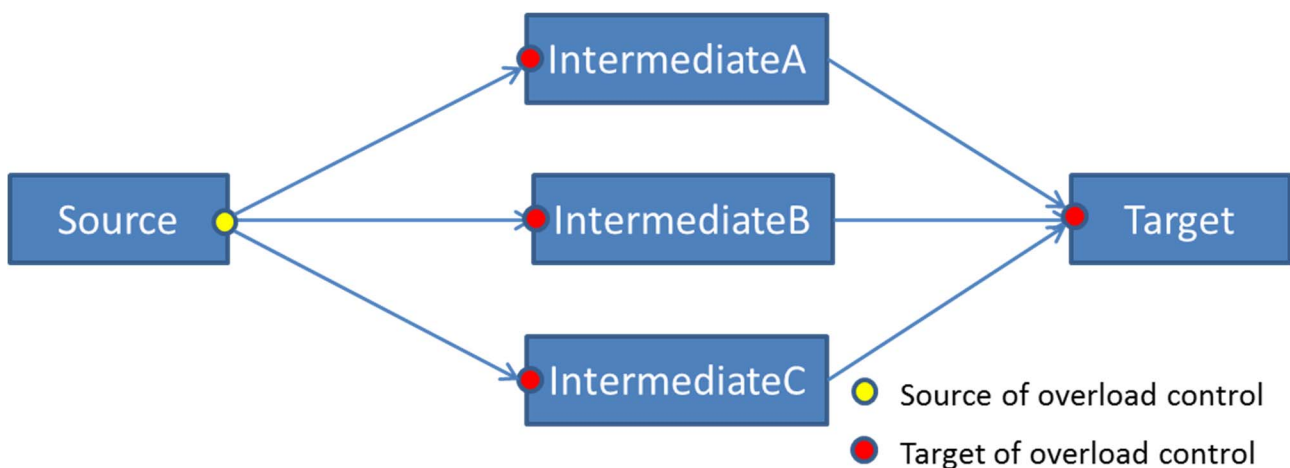 IntermediateA
Source
IntermediateB
Target
IntermediateC
Source of overload control
Target of overload control